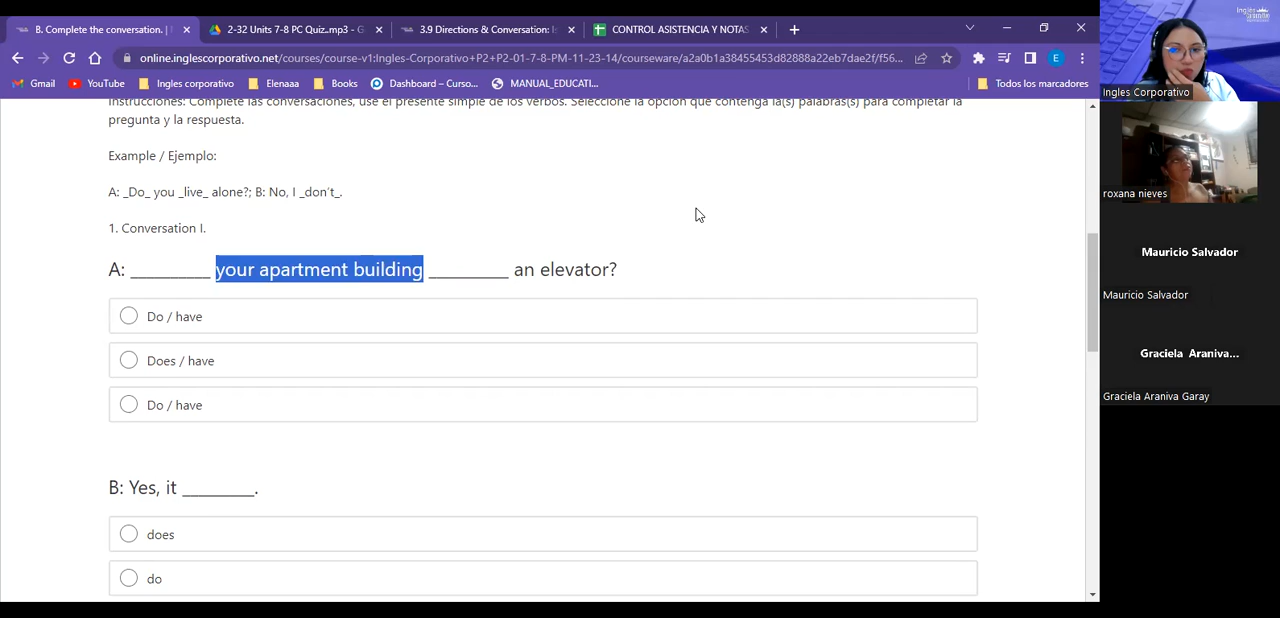 B. Complete the conversation. |
2-32 Units 7-8 PC Quiz..mp3 - G
3.9 Directions & Conversation: Is
CONTROL ASISTENCIA Y NOTAS
online.inglescorporativo.net/courses/course-v1:Ingles-Corporativo+P2+P2-01-7-8-PM-11-23-14/courseware/a2a0b1a38455453d82888a22eb7dae2f/f56...
E
Gmail
YouTube
Ingles corporativo
Elenaaa
Books
Dashboard – Curso...
MANUAL_EDUCATI...
Todos los marcadores
Instrucciones: Complete las conversaciones, use el presente simple de los verbos. Seleccione la opción que contenga la(s) palabras(s) para completar la
pregunta y la respuesta.
Example / Ejemplo:
A: _Do_ you _live_ alone?; B: No, I _don't_.
1. Conversation I.
A: _________ your apartment building _________ an elevator?
Do / have
Does / have
Do / have
B: Yes, it ________.
does
do
Ingles Corporativo
roxana nieves
Mauricio Salvador
Mauricio Salvador
Graciela Araniva...
Graciela Araniva Garay